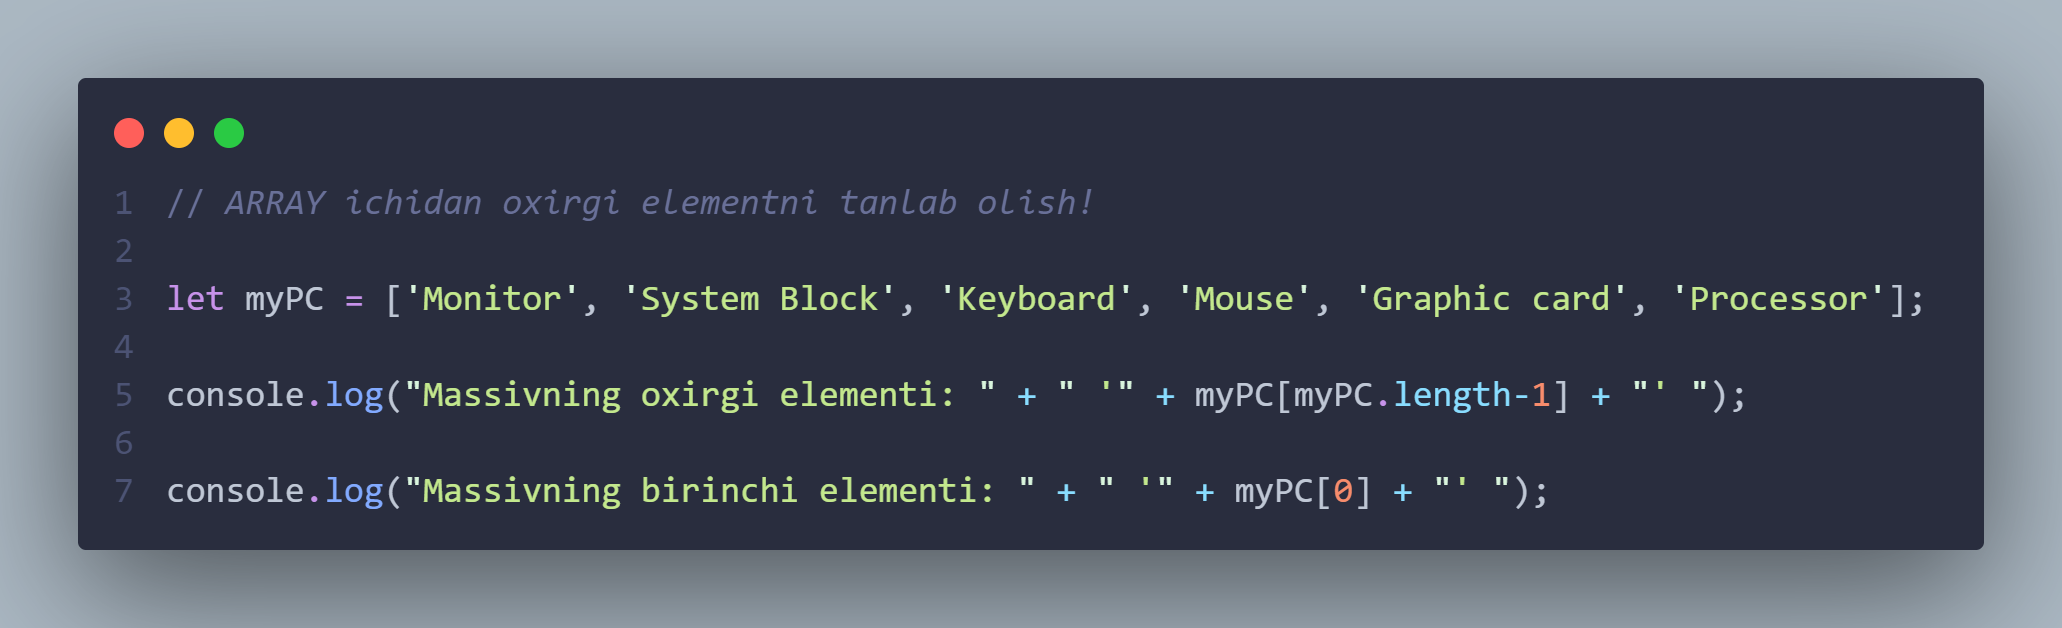 1 // ARRAY ichidan oxirgi elementni tanlab olish!
2
3 let myPC = ['Monitor', 'System Block', 'Keyboard', 'Mouse', 'Graphic card', 'Processor'];
4
5 console.log("Massivning oxirgi elementi: " + " '" + myPC[myPC.length-1] + "' ");
6
7 console.log("Massivning birinchi elementi: " + " '" + myPC[0] + "' ");